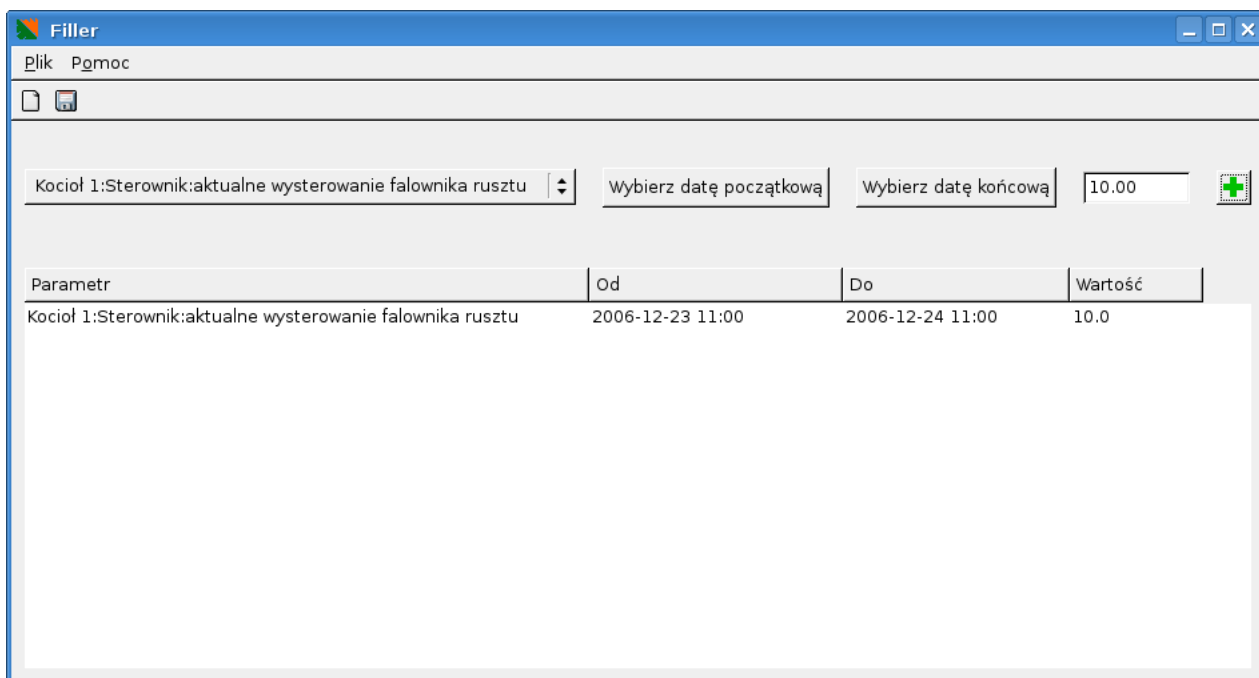 Filler
Plik Pomoc
Kocioł 1:Sterownik:aktualne wysterowanie falownika rusztu Wybierz datę początkową Wybierz datę końcową 10.00
Parametr Od Do Wartość
Kocioł 1:Sterownik:aktualne wysterowanie falownika rusztu 2006-12-23 11:00 2006-12-24 11:00 10.0